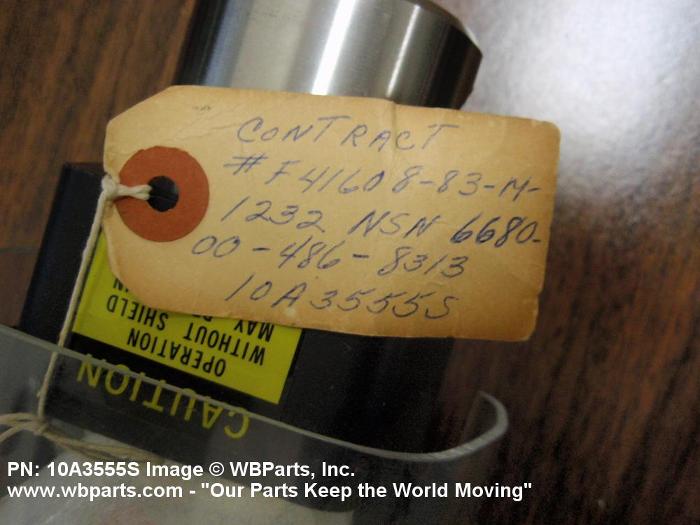 CONTRACT
# F41608-83-M-
1232 NSN 6680-
00-486-8313
10A3555S
CAUTION
OPERATION
WITHOUT SHIELD
MAY
PN: 10A3555S Image © WBParts, Inc.
www.wbparts.com - "Our Parts Keep the World Moving"